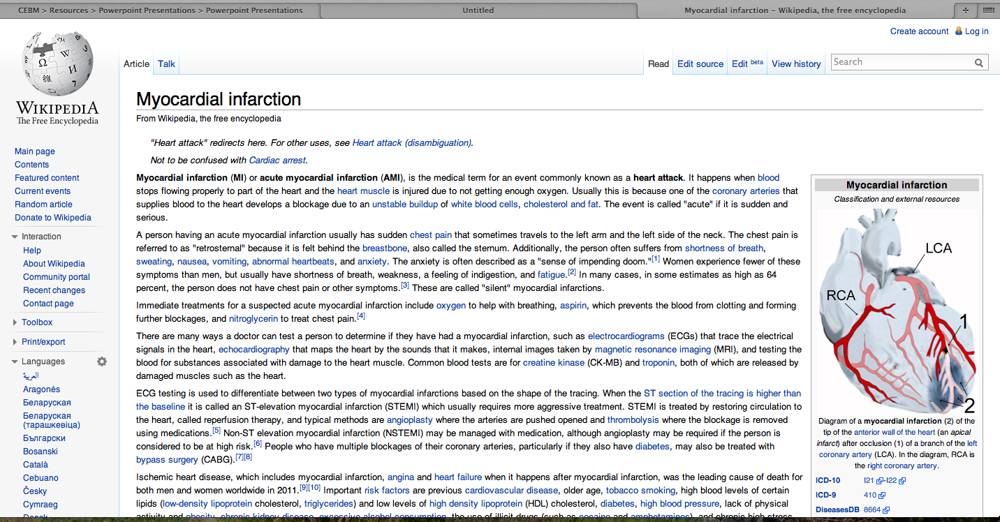 CEBM > Resources > Powerpoint Presentations > Powerpoint Presentations
Untitled
Myocardial infarction – Wikipedia, the free encyclopedia
Create account
Log in
WIKIPEDIA
The Free Encyclopedia
Main page
Contents
Featured content
Current events
Random article
Donate to Wikipedia
Interaction
Help
About Wikipedia
Community portal
Recent changes
Contact page
Toolbox
Print/export
Languages
العربية
Aragonés
Беларуская
Беларуская
(тарашкевіца)
Български
Bosanski
Català
Cebuano
Česky
Cymraeg
Dansk
Article
Talk
Read
Edit source
Edit beta
View history
Search
Myocardial infarction
From Wikipedia, the free encyclopedia
"Heart attack" redirects here. For other uses, see Heart attack (disambiguation).
Not to be confused with Cardiac arrest.
Myocardial infarction (MI) or acute myocardial infarction (AMI), is the medical term for an event commonly known as a heart attack. It happens when blood
stops flowing properly to part of the heart and the heart muscle is injured due to not getting enough oxygen. Usually this is because one of the coronary arteries that
supplies blood to the heart develops a blockage due to an unstable buildup of white blood cells, cholesterol and fat. The event is called "acute" if it is sudden and
serious.
A person having an acute myocardial infarction usually has sudden chest pain that sometimes travels to the left arm and the left side of the neck. The chest pain is
referred to as "retrosternal" because it is felt behind the breastbone, also called the sternum. Additionally, the person often suffers from shortness of breath,
sweating, nausea, vomiting, abnormal heartbeats, and anxiety. The anxiety is often described as a "sense of impending doom."[1] Women experience fewer of these
symptoms than men, but usually have shortness of breath, weakness, a feeling of indigestion, and fatigue.[2] In many cases, in some estimates as high as 64
percent, the person does not have chest pain or other symptoms.[3] These are called "silent" myocardial infarctions.
Immediate treatments for a suspected acute myocardial infarction include oxygen to help with breathing, aspirin, which prevents the blood from clotting and forming
further blockages, and nitroglycerin to treat chest pain.[4]
There are many ways a doctor can test a person to determine if they have had a myocardial infarction, such as electrocardiograms (ECGs) that trace the electrical
signals in the heart, echocardiography that maps the heart by the sounds that it makes, internal images taken by magnetic resonance imaging (MRI), and testing the
blood for substances associated with damage to the heart muscle. Common blood tests are for creatine kinase (CK-MB) and troponin, both of which are released by
damaged muscles such as the heart.
ECG testing is used to differentiate between two types of myocardial infarctions based on the shape of the tracing. When the ST section of the tracing is higher than
the baseline it is called an ST-elevation myocardial infarction (STEMI) which usually requires more aggressive treatment. STEMI is treated by restoring circulation to
the heart, called reperfusion therapy, and typical methods are angioplasty where the arteries are pushed opened and thrombolysis where the blockage is removed
using medications.[5] Non-ST elevation myocardial infarction (NSTEMI) may be managed with medication, although angioplasty may be required if the person is
considered to be at high risk.[6] People who have multiple blockages of their coronary arteries, particularly if they also have diabetes, may also be treated with
bypass surgery (CABG).[7][8]
Ischemic heart disease, which includes myocardial infarction, angina and heart failure when it happens after myocardial infarction, was the leading cause of death for
both men and women worldwide in 2011.[9][10] Important risk factors are previous cardiovascular disease, older age, tobacco smoking, high blood levels of certain
lipids (low-density lipoprotein cholesterol, triglycerides) and low levels of high density lipoprotein (HDL) cholesterol, diabetes, high blood pressure, lack of physical
activity and obesity, chronic kidney disease, excessive alcohol consumption, the use of illicit drugs (such as cocaine and amphetamines), and chronic high stress
Myocardial infarction
Classification and external resources
LCA
RCA
1
2
Diagram of a myocardial infarction (2) of the
tip of the anterior wall of the heart (an apical
infarct) after occlusion (1) of a branch of the left
coronary artery (LCA). In the diagram, RCA is
the right coronary artery.
ICD-10 I21-I22
ICD-9 410
DiseasesDB 8664